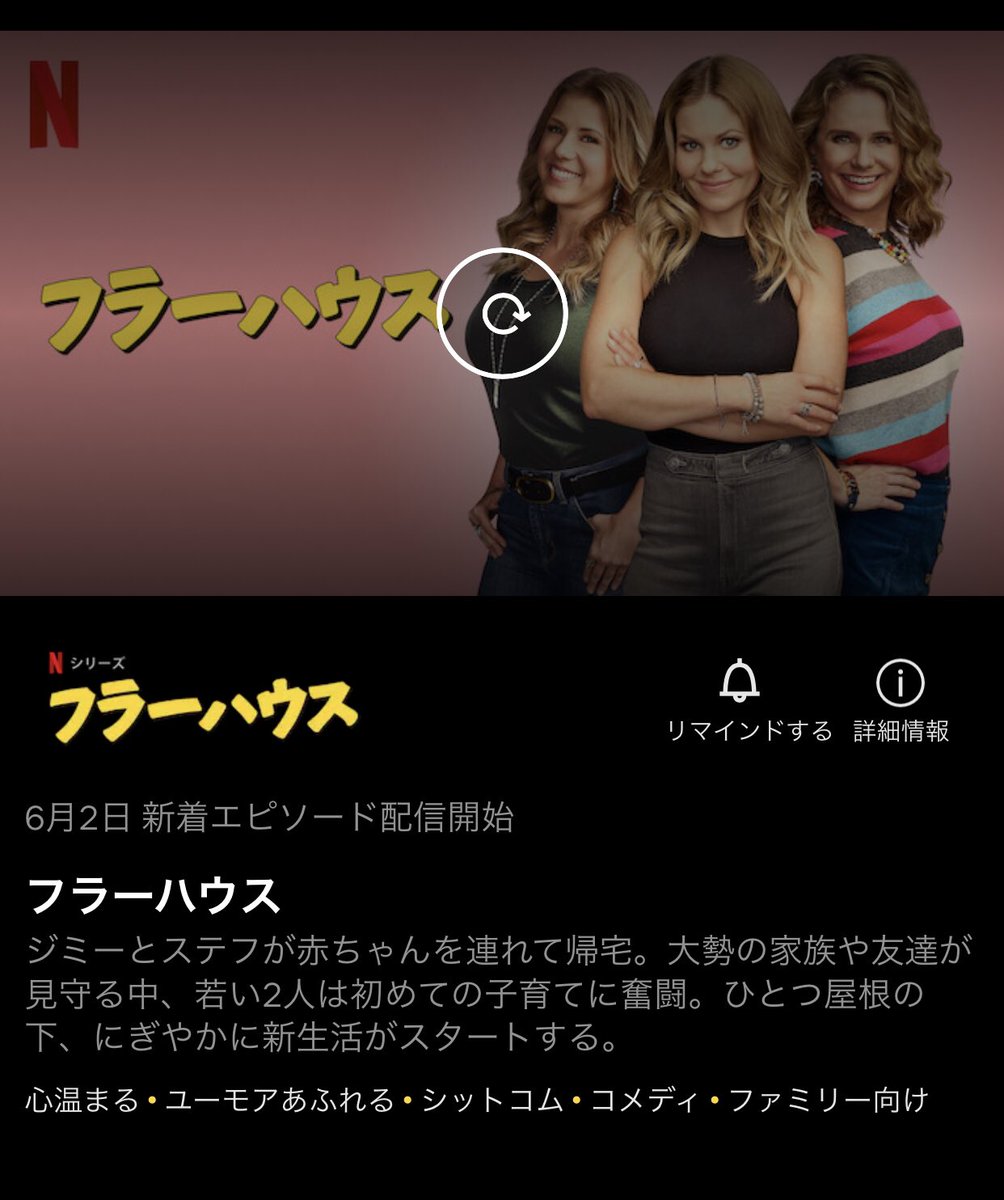 N
フラーハウス
N シリーズ
フラーハウス
リマインドする 詳細情報
6月2日 新着エピソード配信開始
フラーハウス
ジミーとステフが赤ちゃんを連れて帰宅。大勢の家族や友達が
見守る中、若い2人は初めての子育てに奮闘。ひとつ屋根の
下、にぎやかに新生活がスタートする。
心温まる・ユーモアあふれる・シットコム・コメディ・ファミリー向け